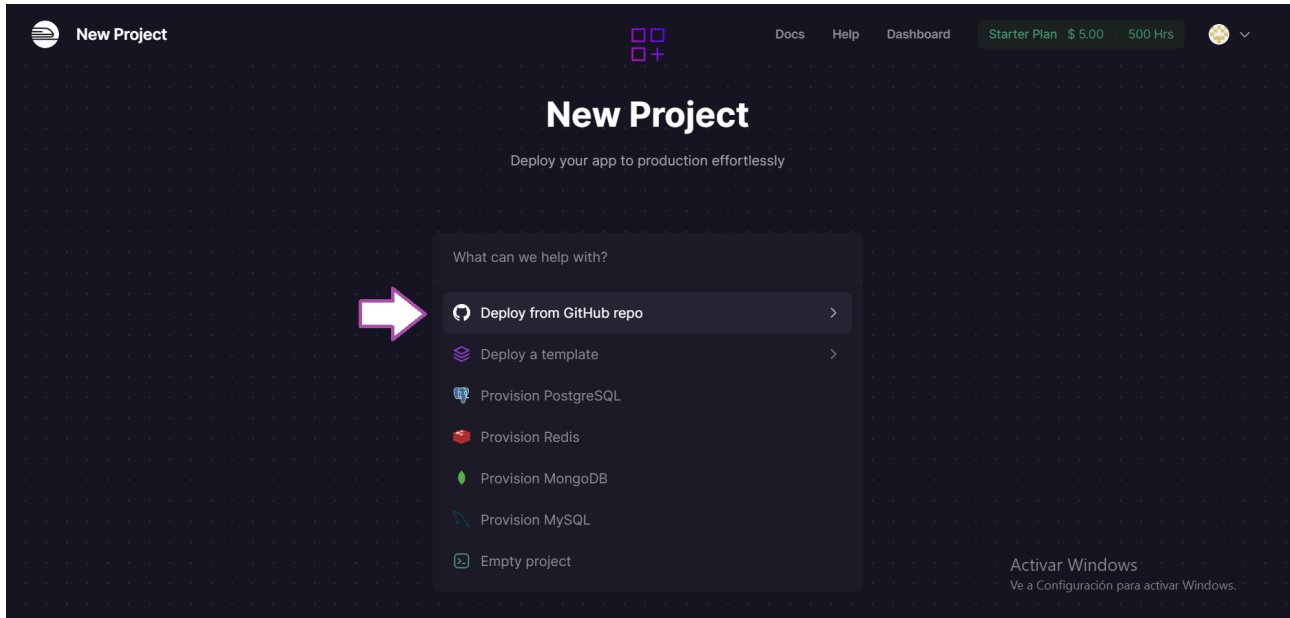 New Project
Docs Help Dashboard Starter Plan $ 5.00 500 Hrs
New Project
Deploy your app to production effortlessly
What can we help with?
Deploy from GitHub repo
Deploy a template
Provision PostgreSQL
Provision Redis
Provision MongoDB
Provision MySQL
Empty project
Activar Windows
Ve a Configuración para activar Windows.